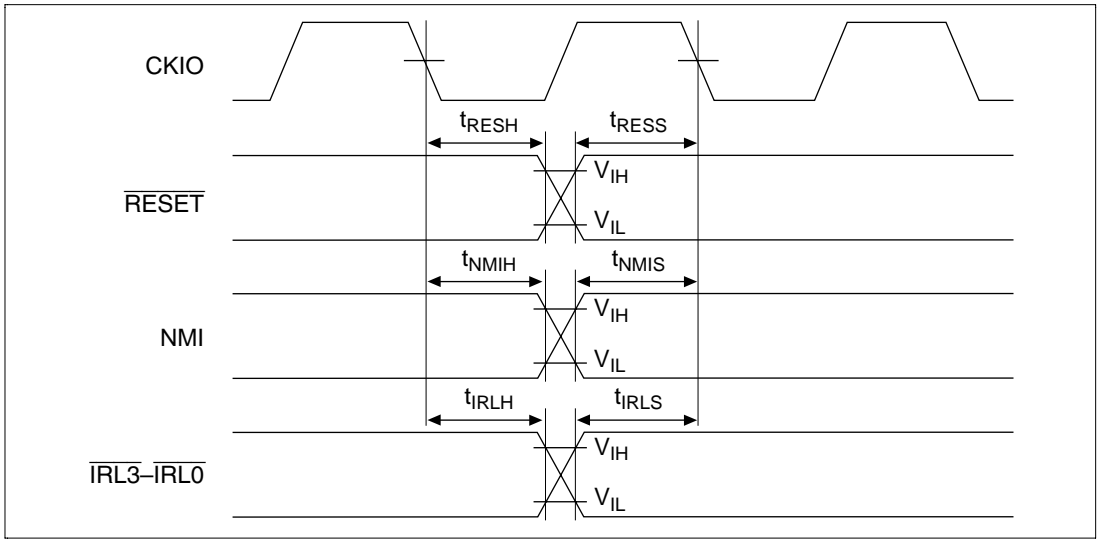 CKIO
tRESH tRESS
VIH
RESET
VIL
tNMIH tNMIS
VIH
NMI
VIL
tIRLH tIRLS
VIH
IRL3–IRL0
VIL